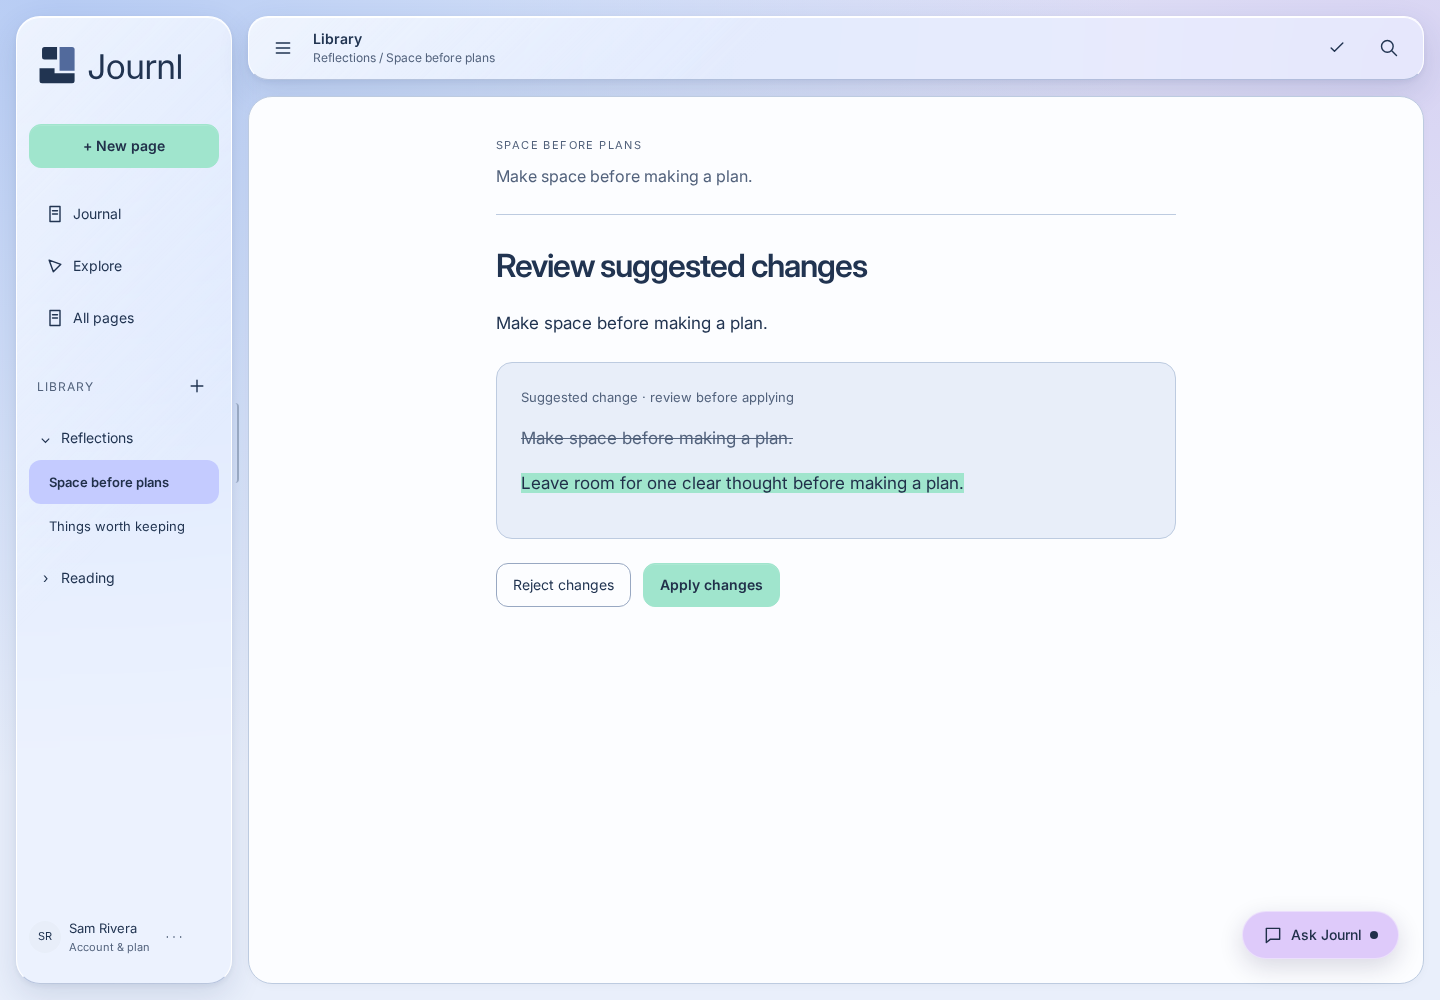 Journl
+ New page
Journal
Explore
All pages
LIBRARY
Reflections
Space before plans
Things worth keeping
Reading
SR
Sam Rivera
Account & plan
Library
Reflections / Space before plans
SPACE BEFORE PLANS
Make space before making a plan.
Review suggested changes
Make space before making a plan.
Suggested change · review before applying
Make space before making a plan.
Leave room for one clear thought before making a plan.
Reject changes
Apply changes
Ask Journl